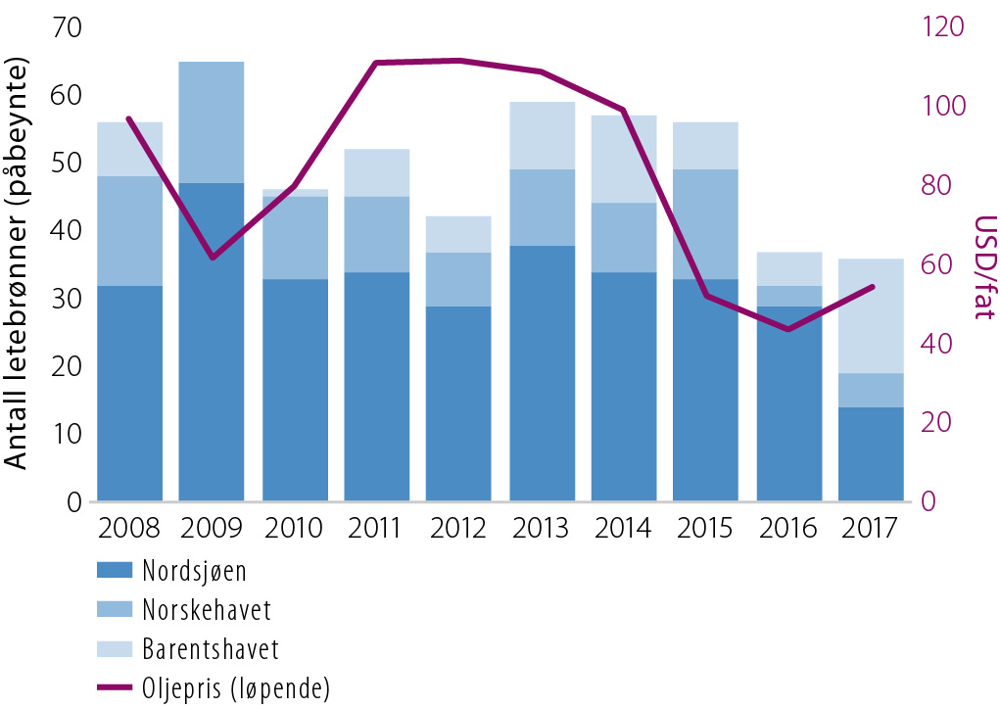 Antall letebrønner (påbeynte)
70
60
50
40
30
20
10
0
120
100
80
60
40
20
0
USD/fat
2008 2009 2010 2011 2012 2013 2014 2015 2016 2017
Nordsjøen
Norskehavet
Barentshavet
Oljepris (løpende)